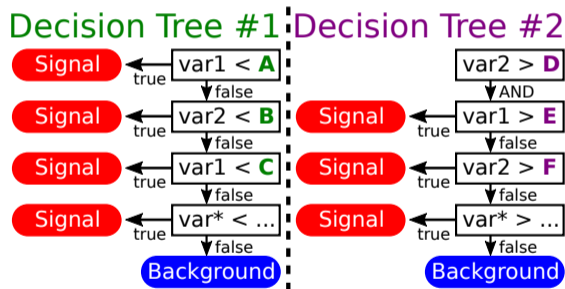 Decision Tree #1
Signal
var1 < A
true
false
Signal
var2 < B
true
false
Signal
var1 < C
true
false
Signal
var* < ...
true
false
Background
Decision Tree #2
var2 > D
AND
Signal
var1 > E
true
false
Signal
var2 > F
true
false
Signal
var* > ...
true
false
Background